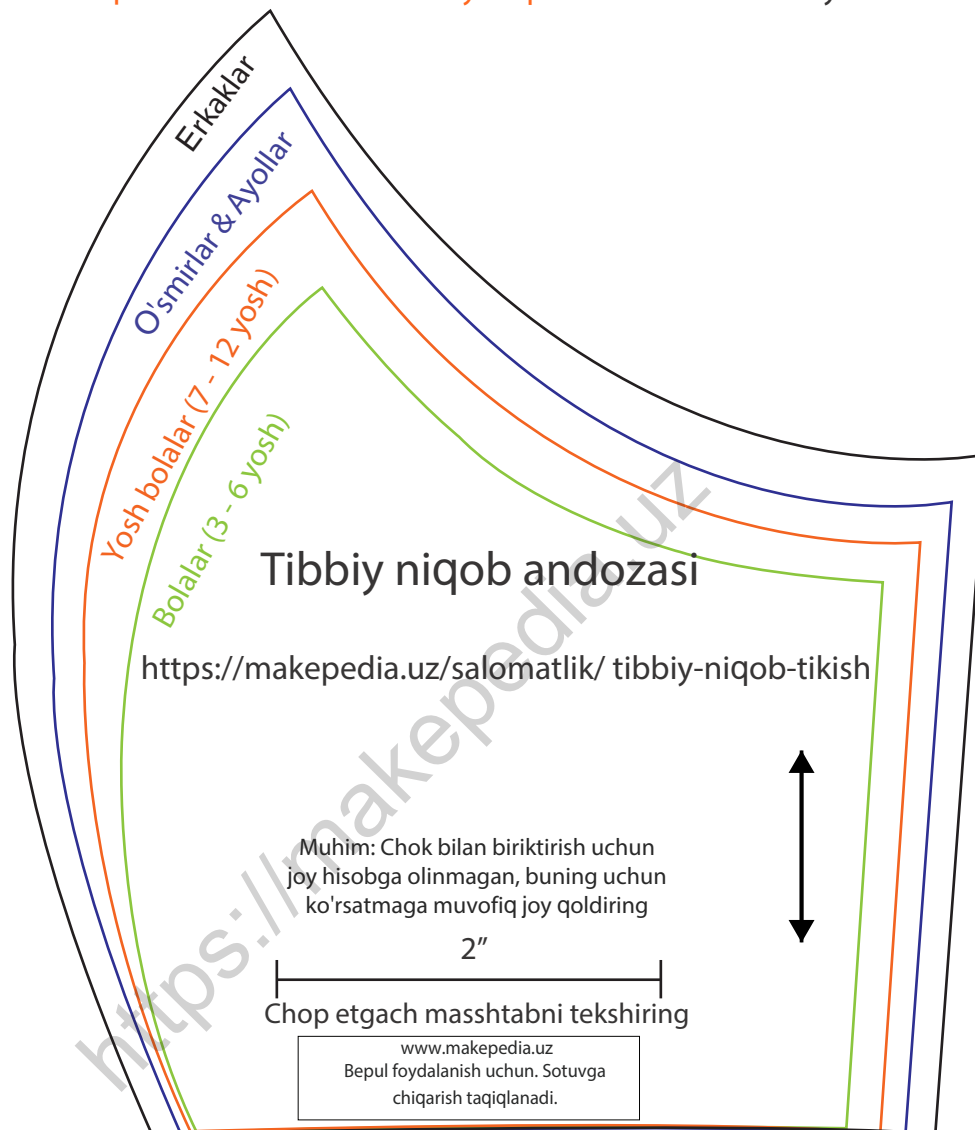 Erkaklar
O'smirlar & Ayollar
Yosh bolalar (7 - 12 yosh)
Bolalar (3 - 6 yosh)
Tibbiy niqob andozasi
https://makepedia.uz/salomatlik/ tibbiy-niqob-tikish
https://makepedia.uz
Muhim: Chok bilan biriktirish uchun
joy hisobga olinmagan, buning uchun
ko'rsatmaga muvofiq joy qoldiring
2”
Chop etgach masshtabni tekshiring
www.makepedia.uz
Bepul foydalanish uchun. Sotuvga
chiqarish taqiqlanadi.